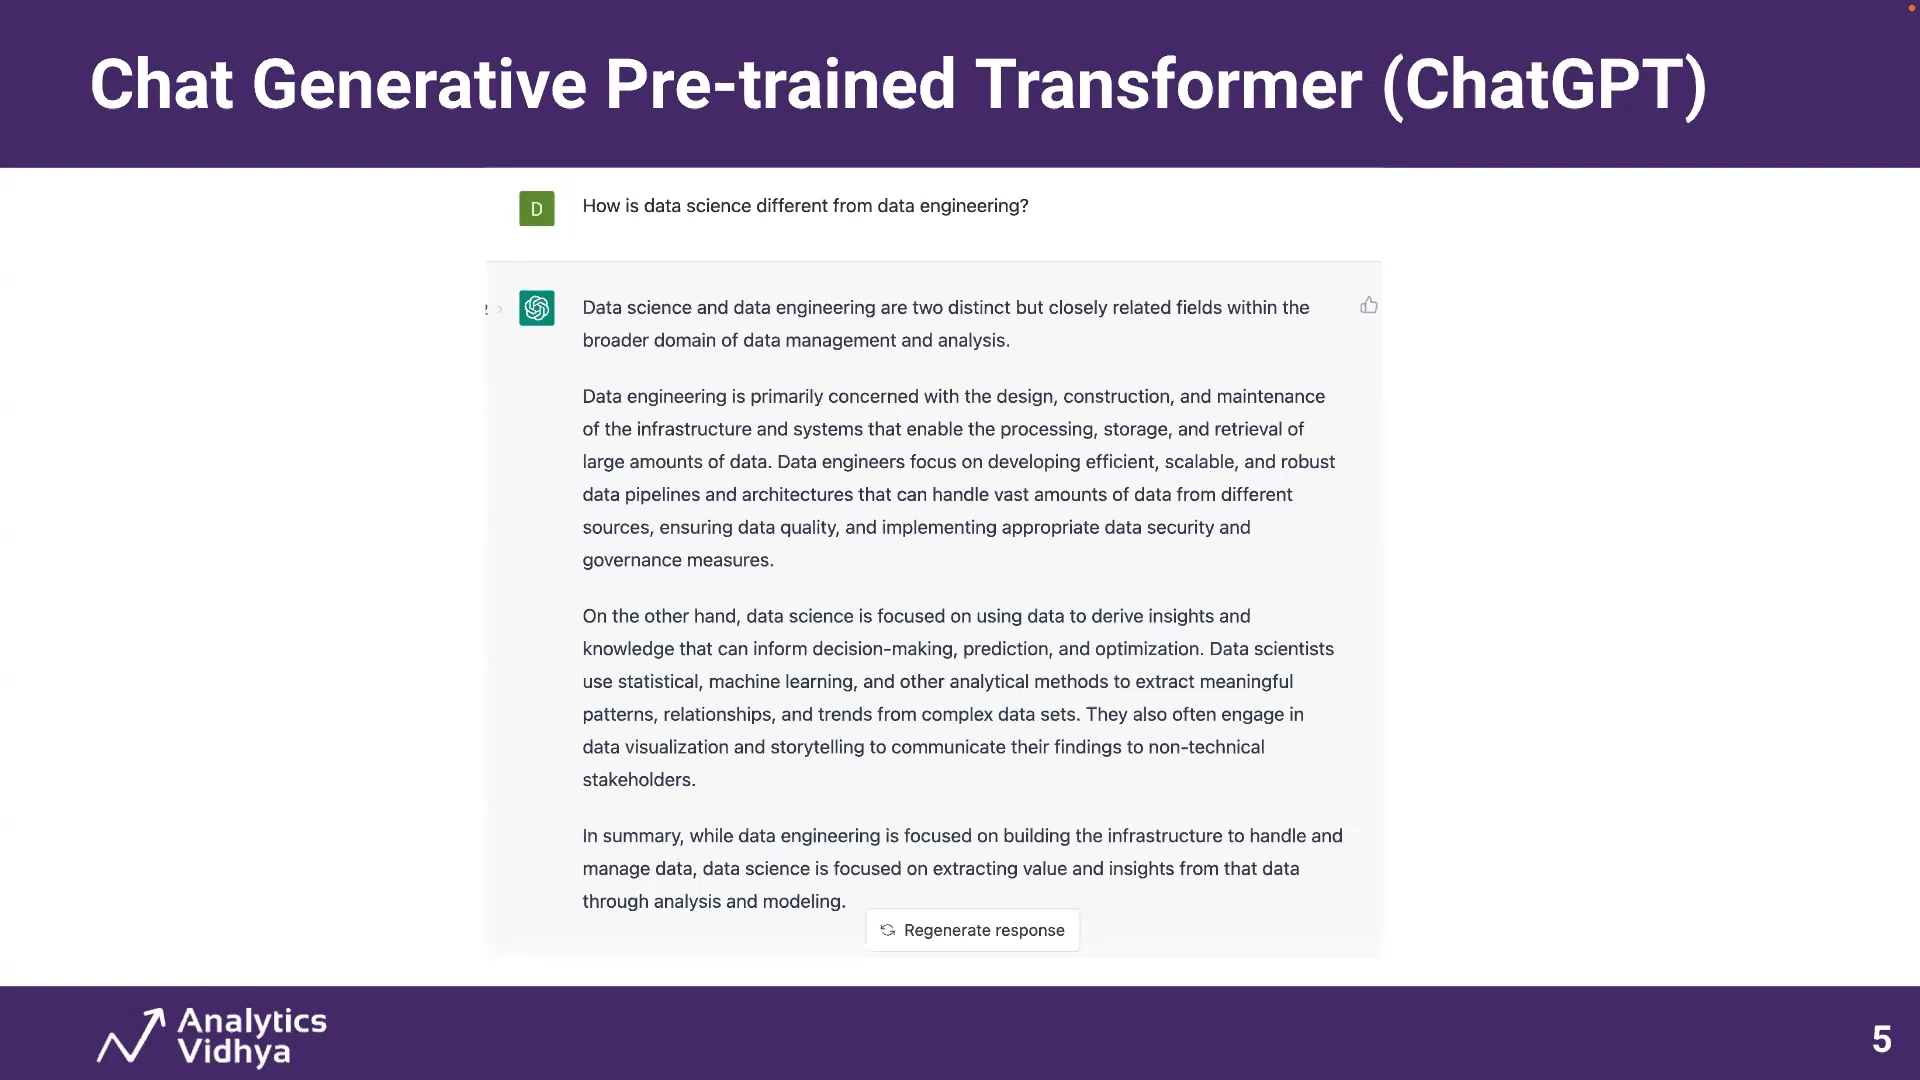 Chat Generative Pre-trained Transformer (ChatGPT)
D
How is data science different from data engineering?
Data science and data engineering are two distinct but closely related fields within the
broader domain of data management and analysis.
Data engineering is primarily concerned with the design, construction, and maintenance
of the infrastructure and systems that enable the processing, storage, and retrieval of
large amounts of data. Data engineers focus on developing efficient, scalable, and robust
data pipelines and architectures that can handle vast amounts of data from different
sources, ensuring data quality, and implementing appropriate data security and
governance measures.
On the other hand, data science is focused on using data to derive insights and
knowledge that can inform decision-making, prediction, and optimization. Data scientists
use statistical, machine learning, and other analytical methods to extract meaningful
patterns, relationships, and trends from complex data sets. They also often engage in
data visualization and storytelling to communicate their findings to non-technical
stakeholders.
In summary, while data engineering is focused on building the infrastructure to handle and
manage data, data science is focused on extracting value and insights from that data
through analysis and modeling.
Regenerate response
Analytics
Vidhya
5